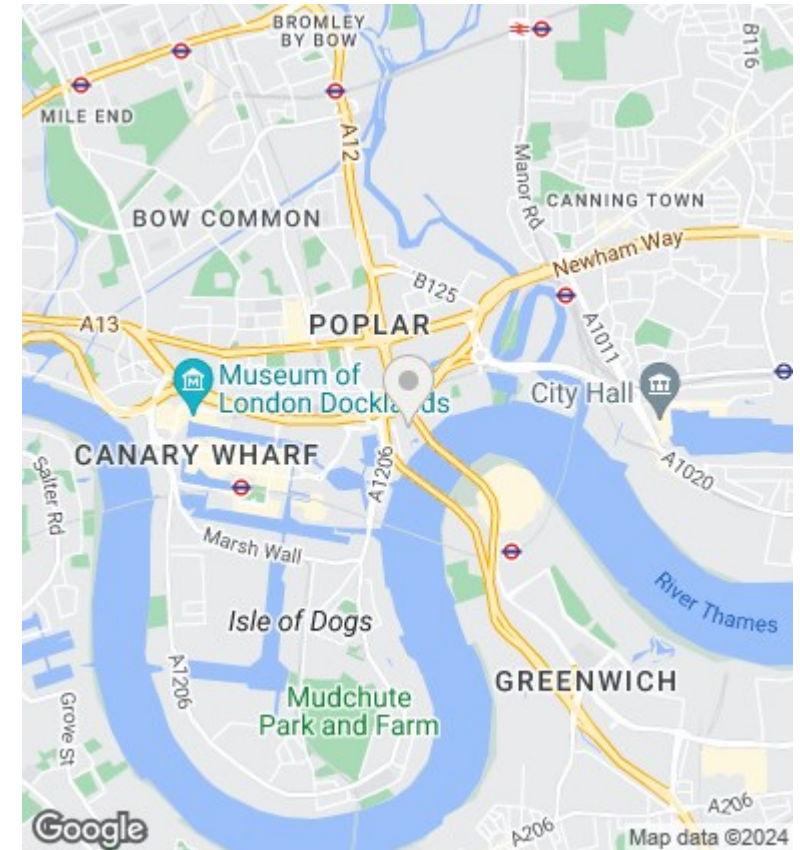 BROMLEY
BY BOW
B116
MILE END
A12
Manor Rd
CANNING TOWN
BOW COMMON
Newham Way
B125
A13
POPLAR
A1011
Museum of
London Docklands
City Hall
CANARY WHARF
A1206
A1020
Salter Rd
Marsh Wall
River Thames
Isle of Dogs
A1206
GREENWICH
Mudchute
Park and Farm
Grove St
A206
A206
Google
Map data ©2024